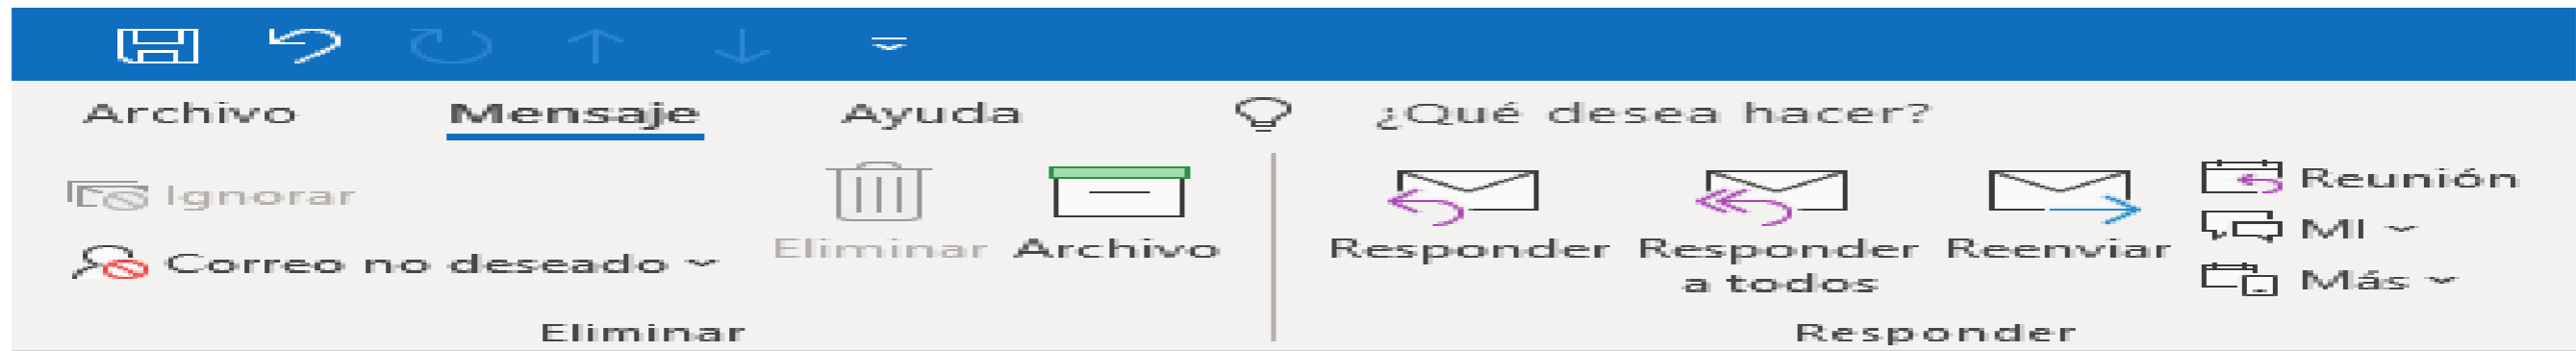 Archivo Mensaje Ayuda ¿Qué desea hacer?
Ignorar
Correo no deseado
Eliminar
Archivo
Eliminar
Responder
Responder
a todos
Reenviar
Reunión
MI
Más
Responder